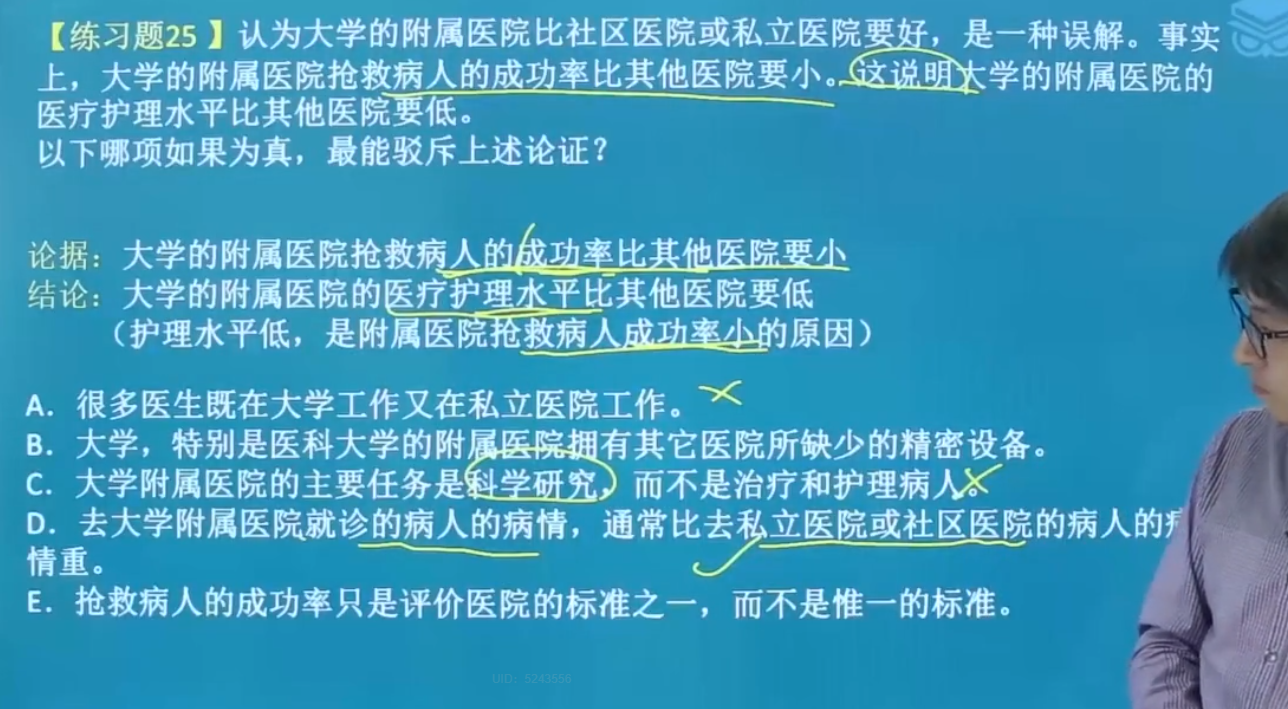 【练习题25】认为大学的附属医院比社区医院或私立医院要好，是一种误解。事实
上，大学的附属医院抢救病人的成功率比其他医院要小。这说明大学的附属医院的
医疗护理水平比其他医院要低。
以下哪项如果为真，最能驳斥上述论证？
论据：大学的附属医院抢救病人的成功率比其他医院要小
结论：大学的附属医院的医疗护理水平比其他医院要低
（护理水平低，是附属医院抢救病人成功率小的原因）
A．很多医生既在大学工作又在私立医院工作。
B．大学，特别是医科大学的附属医院拥有其它医院所缺少的精密设备。
C．大学附属医院的主要任务是科学研究，而不是治疗和护理病人。
D．去大学附属医院就诊的病人的病情，通常比去私立医院或社区医院的病人的病
情重。
E．抢救病人的成功率只是评价医院的标准之一，而不是惟一的标准。
UID：5243556